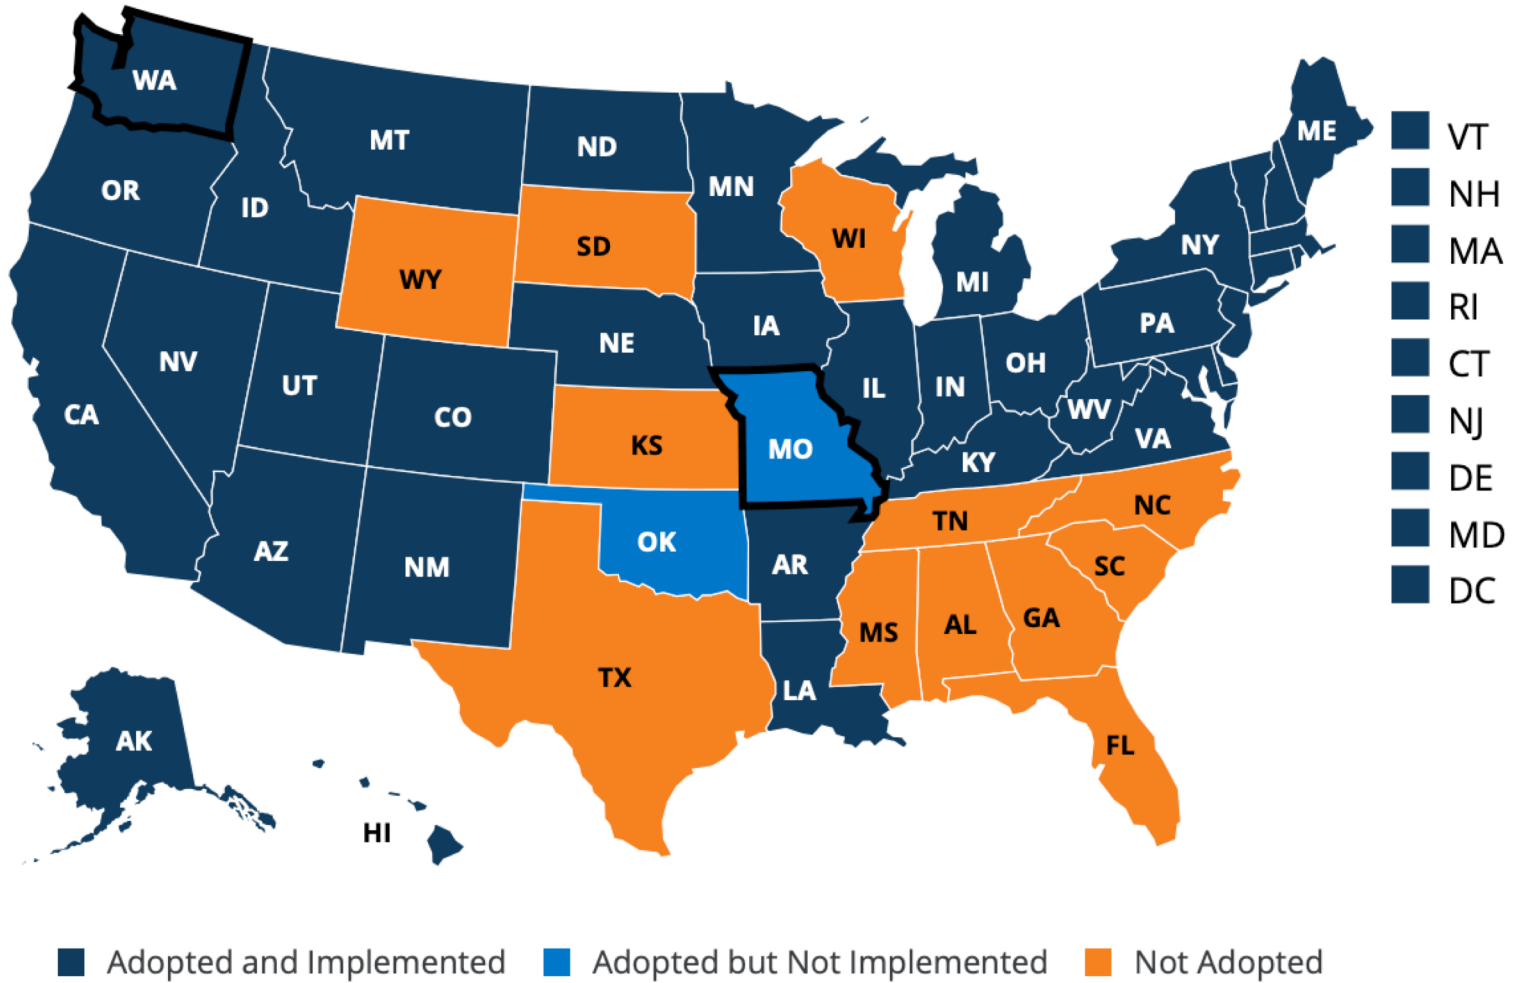 WA
MT
ND
MN
ME
VT
OR
ID
WY
SD
WI
MI
NY
NH
MA
RI
CT
NJ
DE
MD
DC
NV
UT
CO
NE
IA
IL
IN
OH
PA
WV
VA
KY
CA
KS
MO
AZ
NM
OK
AR
TN
NC
SC
MS
AL
GA
TX
LA
FL
AK
HI
Adopted and Implemented
Adopted but Not Implemented
Not Adopted